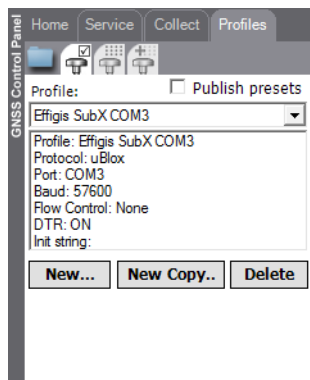 GNSS Control Panel
Home Service Collect Profiles
Profile: Publish presets
Effigis SubX COM3
Profile: Effigis SubX COM3
Protocol: uBlox
Port: COM3
Baud: 57600
Flow Control: None
DTR: ON
Init string:
New... New Copy.. Delete